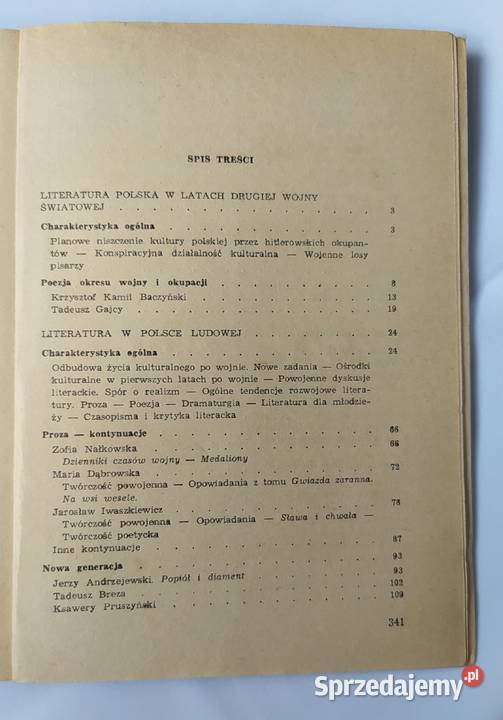 SPIS TREŚCI
LITERATURA POLSKA W LATACH DRUGIEJ WOJNY
ŚWIATOWEJ . . . . . . . . . . . . . . . 3
Charakterystyka ogólna . . . . . . . . . . . . 3
Planowe niszczenie kultury polskiej przez hitlerowskich okupan-
tów — Konspiracyjna działalność kulturalna — Wojenne losy
pisarzy
Poezja okresu wojny i okupacji . . . . . . . . . 8
Krzysztof Kamil Baczyński . . . . . . . . . . 13
Tadeusz Gajcy . . . . . . . . . . . . . 19
LITERATURA W POLSCE LUDOWEJ . . . . . . . . 24
Charakterystyka ogólna . . . . . . . . . . . . 24
Odbudowa życia kulturalnego po wojnie. Nowe zadania — Ośrodki
kulturalne w pierwszych latach po wojnie — Powojenne dyskusje
literackie. Spór o realizm — Ogólne tendencje rozwojowe litera-
tury. Proza — Poezja — Dramaturgia — Literatura dla młodzie-
ży — Czasopisma i krytyka literacka
Proza — kontynuacje . . . . . . . . . . . . 66
Zofia Nałkowska . . . . . . . . . . . . . 66
Dzienniki czasów wojny — Medaliony
Maria Dąbrowska . . . . . . . . . . . . . 72
Twórczość powojenna — Opowiadania z tomu Gwiazda zaranna.
Na wsi wesele.
Jarosław Iwaszkiewicz . . . . . . . . . . . . 78
Twórczość powojenna — Opowiadania — Sława i chwała —
Twórczość poetycka
Inne kontynuacje . . . . . . . . . . . . . 87
Nowa generacja . . . . . . . . . . . . . . 93
Jerzy Andrzejewski. Popiół i diament . . . . . . . . 93
Tadeusz Breza . . . . . . . . . . . . . 102
Ksawery Pruszyński . . . . . . . . . . . . 109
341
Sprzedajemy.pl